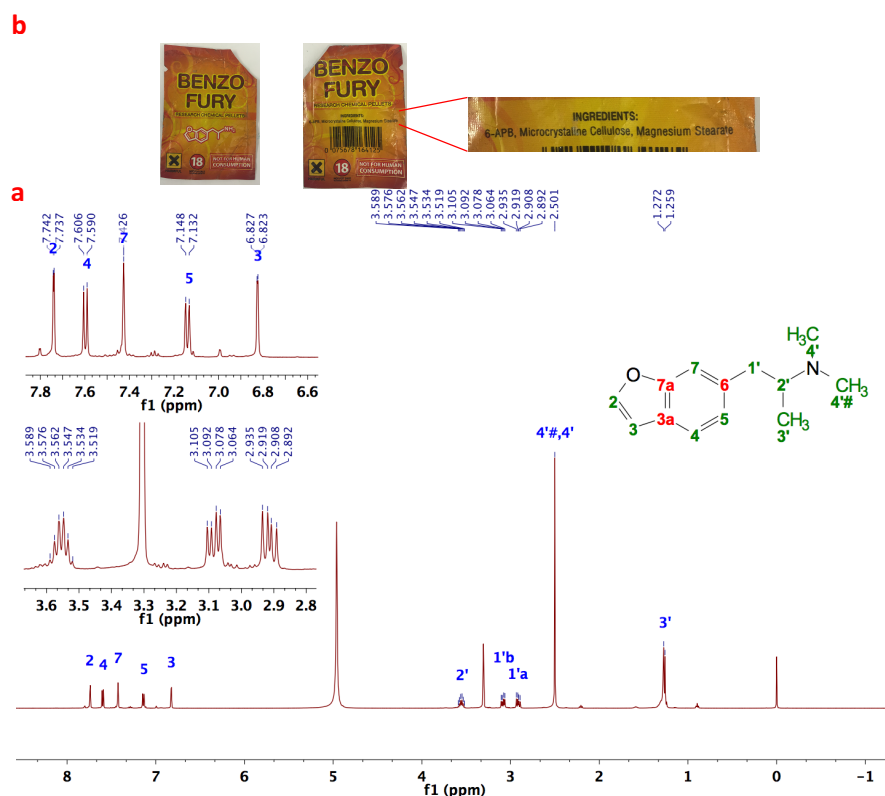 b
BENZO
FURY
RESEARCH CHEMICAL PELLETS
NH₂
18
NOT FOR HUMAN
CONSUMPTION
BENZO
FURY
RESEARCH CHEMICAL PELLETS
INGREDIENTS:
6-APB, Microcrystaline Cellulose, Magnesium Stearate
0 075678 164125
18
NOT FOR HUMAN
CONSUMPTION
INGREDIENTS:
6-APB, Microcrystaline Cellulose, Magnesium Stearate
a
7.742
7.737
7.606
7.590
7.426
7.148
7.132
6.827
6.823
2
4
7
5
3
7.8 7.6 7.4 7.2 7.0 6.8 6.6
f1 (ppm)
3.589
3.576
3.562
3.547
3.534
3.519
3.105
3.092
3.078
3.064
2.935
2.919
2.908
2.892
2.501
1.272
1.259
H₃C
4'
O
7
1'
N
7a
6
2'
CH₃
4'#
2
3a
5
CH₃
3
4
3'
3.589
3.576
3.562
3.547
3.534
3.519
3.105
3.092
3.078
3.064
2.935
2.919
2.908
2.892
3.6 3.5 3.4 3.3 3.2 3.1 3.0 2.9 2.8
f1 (ppm)
4'#,4'
2 4 7 5 3
2'
1'b
1'a
3'
8 7 6 5 4 3 2 1 0 -1
f1 (ppm)